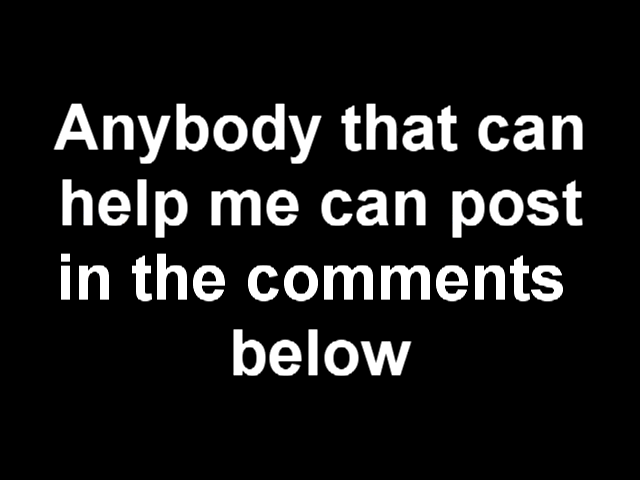 Anybody that can
help me can post
in the comments
below